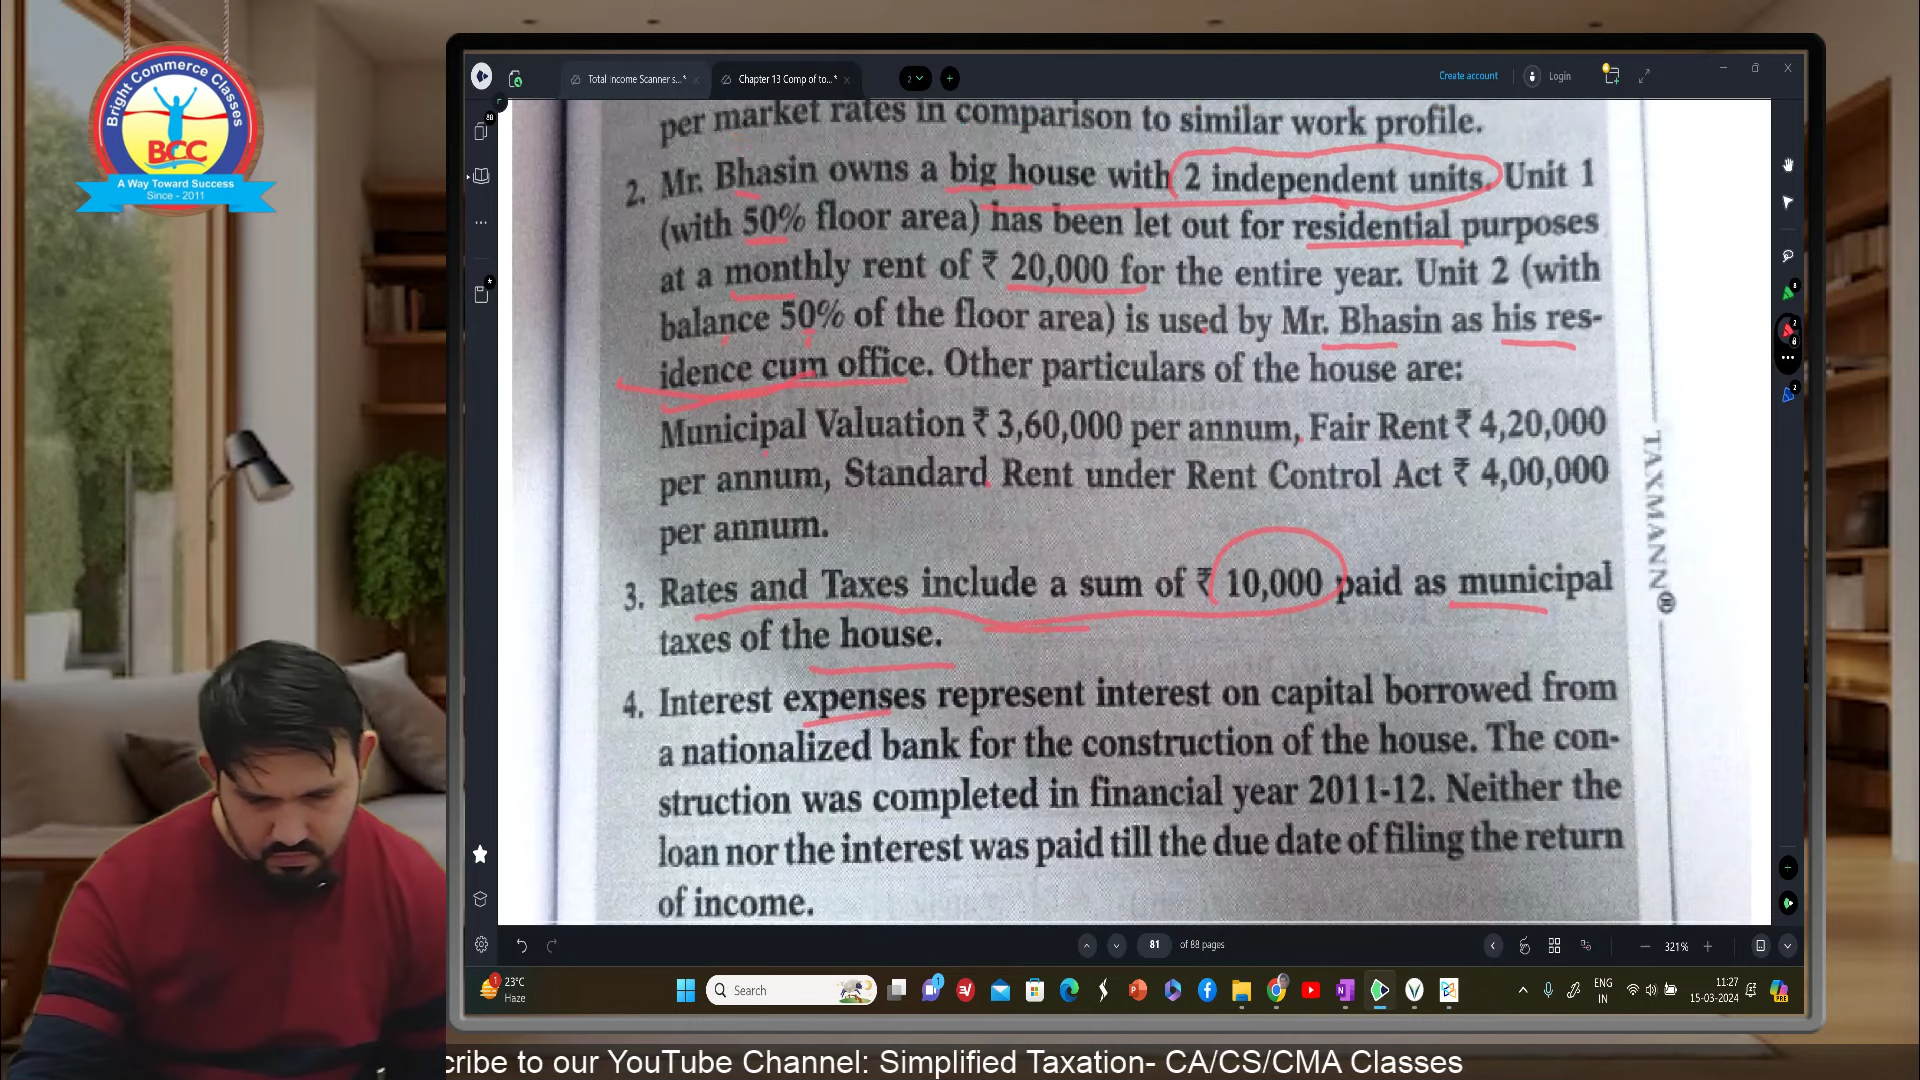 Bright Commerce Classes
BCC
A Way Toward Success
Since - 2011
Total Income Scanner s...*
Chapter 13 Comp of to...*
2
Create account
Login
per market rates in comparison to similar work profile.
2. Mr. Bhasin owns a big house with 2 independent units. Unit 1
(with 50% floor area) has been let out for residential purposes
at a monthly rent of ₹ 20,000 for the entire year. Unit 2 (with
balance 50% of the floor area) is used by Mr. Bhasin as his res-
idence cum office. Other particulars of the house are:
Municipal Valuation ₹ 3,60,000 per annum, Fair Rent ₹ 4,20,000
per annum, Standard Rent under Rent Control Act ₹ 4,00,000
per annum.
3. Rates and Taxes include a sum of ₹ 10,000 paid as municipal
taxes of the house.
4. Interest expenses represent interest on capital borrowed from
a nationalized bank for the construction of the house. The con-
struction was completed in financial year 2011-12. Neither the
loan nor the interest was paid till the due date of filing the return
of income.
TAXMANN®
81 of 88 pages
321%
23°C
Haze
Search
ENG
IN
11:27
15-03-2024
cribe to our YouTube Channel: Simplified Taxation- CA/CS/CMA Classes